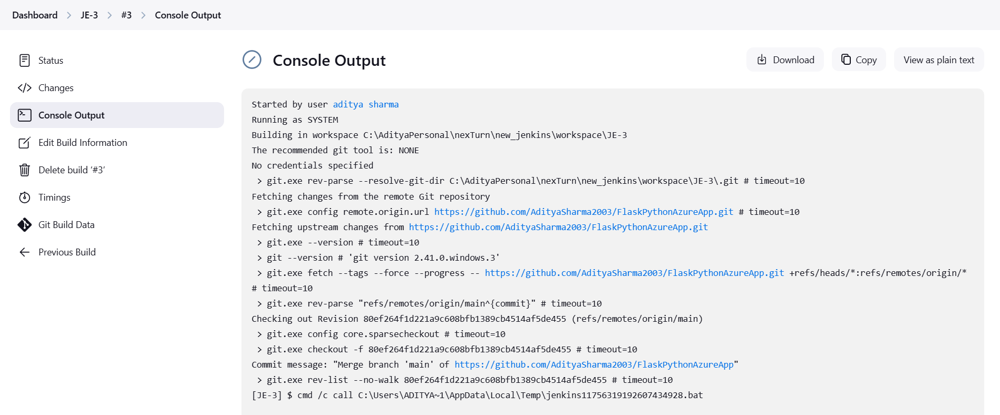 Dashboard > JE-3 > #3 > Console Output
Status
Changes
Console Output
Edit Build Information
Delete build ‘#3’
Timings
Git Build Data
Previous Build
Console Output
Download
Copy
View as plain text
Started by user aditya sharma
Running as SYSTEM
Building in workspace C:\AdityaPersonal\nexTurn\new_jenkins\workspace\JE-3
The recommended git tool is: NONE
No credentials specified
 > git.exe rev-parse --resolve-git-dir C:\AdityaPersonal\nexTurn\new_jenkins\workspace\JE-3\.git # timeout=10
Fetching changes from the remote Git repository
 > git.exe config remote.origin.url https://github.com/AdityaSharma2003/FlaskPythonAzureApp.git # timeout=10
Fetching upstream changes from https://github.com/AdityaSharma2003/FlaskPythonAzureApp.git
 > git.exe --version # timeout=10
 > git --version # 'git version 2.41.0.windows.3'
 > git.exe fetch --tags --force --progress -- https://github.com/AdityaSharma2003/FlaskPythonAzureApp.git +refs/heads/*:refs/remotes/origin/*
# timeout=10
 > git.exe rev-parse "refs/remotes/origin/main^{commit}" # timeout=10
Checking out Revision 80ef264f1d221a9c608bfb1389cb4514af5de455 (refs/remotes/origin/main)
 > git.exe config core.sparsecheckout # timeout=10
 > git.exe checkout -f 80ef264f1d221a9c608bfb1389cb4514af5de455 # timeout=10
Commit message: "Merge branch 'main' of https://github.com/AdityaSharma2003/FlaskPythonAzureApp"
 > git.exe rev-list --no-walk 80ef264f1d221a9c608bfb1389cb4514af5de455 # timeout=10
[JE-3] $ cmd /c call C:\Users\ADITYA~1\AppData\Local\Temp\jenkins11756319192607434928.bat